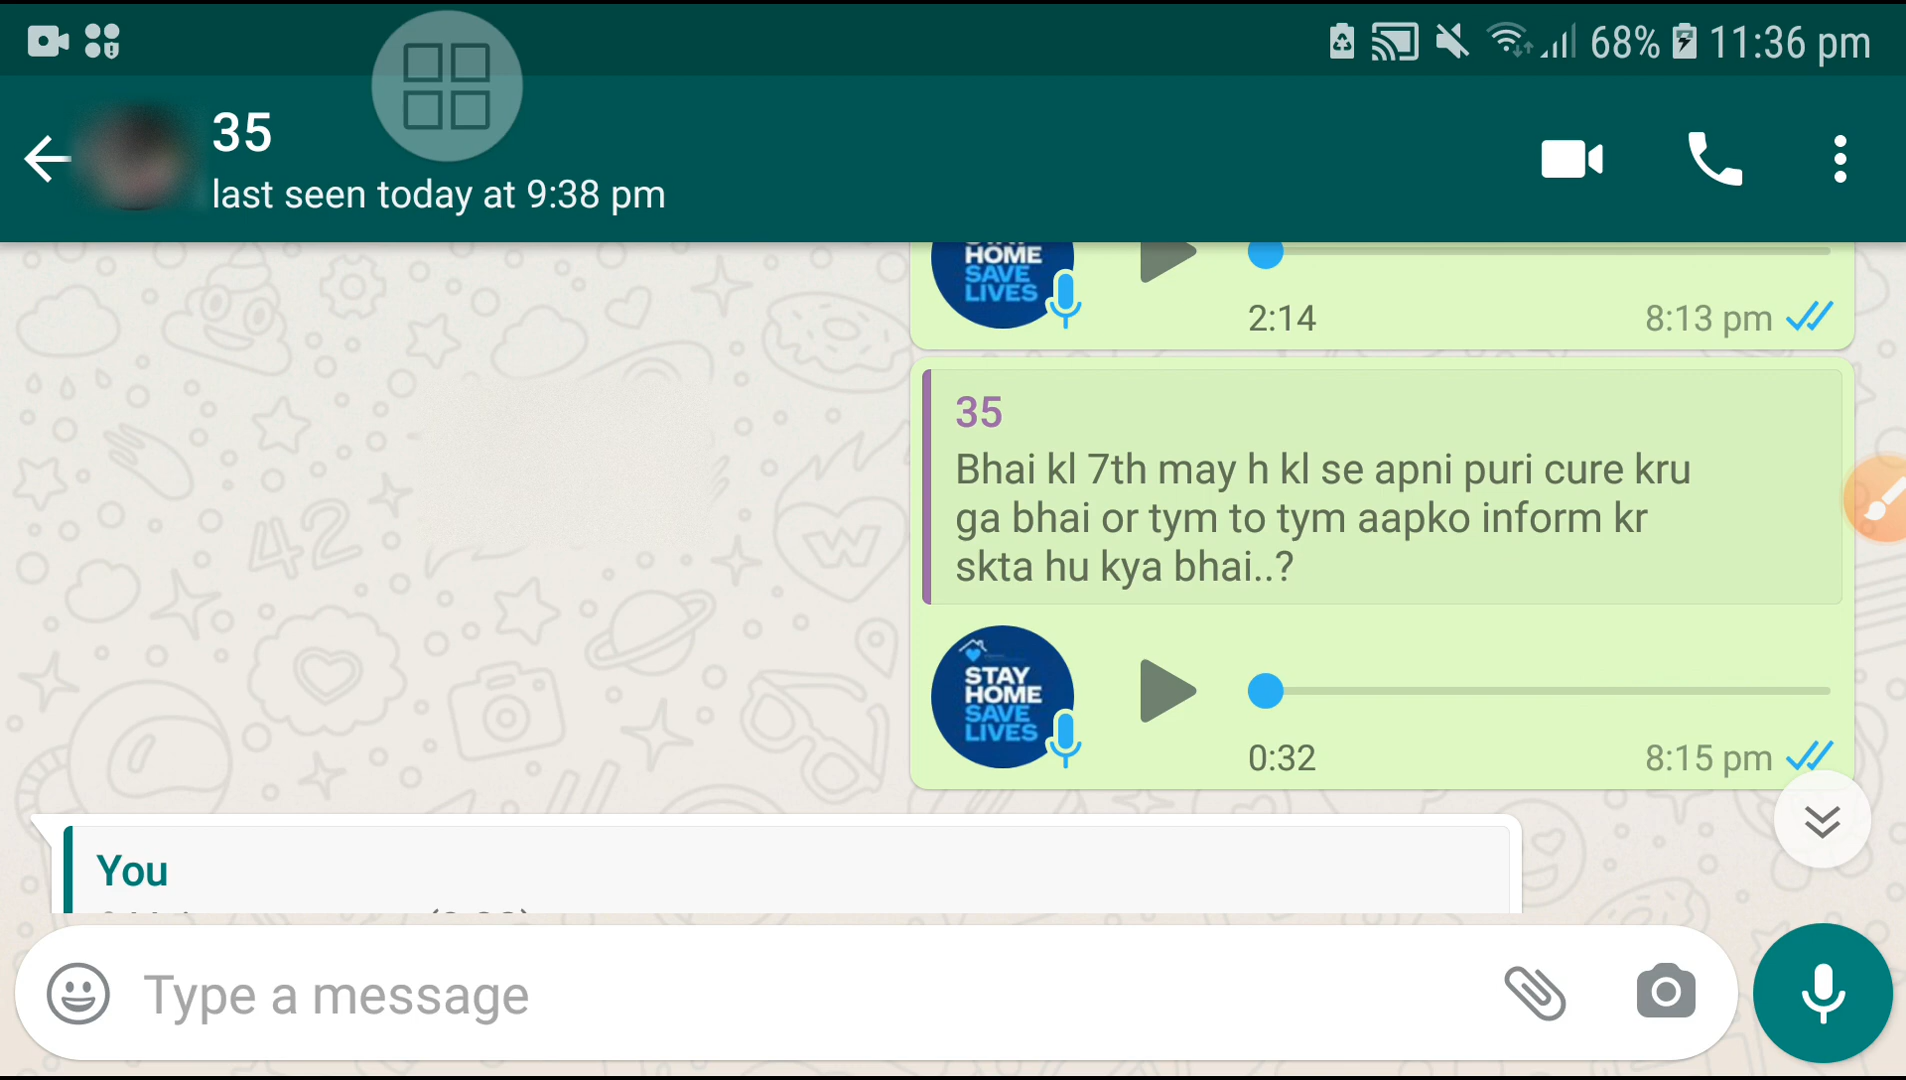 68% 11:36 pm
35
last seen today at 9:38 pm
HOME
SAVE
LIVES
2:14
8:13 pm
35
Bhai kl 7th may h kl se apni puri cure kru
ga bhai or tym to tym aapko inform kr
skta hu kya bhai..?
STAY
HOME
SAVE
LIVES
0:32
8:15 pm
You
Type a message